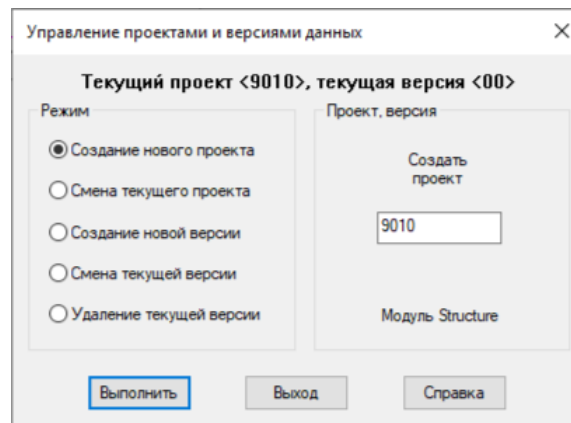 Управление проектами и версиями данных
Текущий проект <9010>, текущая версия <00>
Режим
Создание нового проекта
Смена текущего проекта
Создание новой версии
Смена текущей версии
Удаление текущей версии
Проект, версия
Создать
проект
9010
Модуль Structure
Выполнить
Выход
Справка